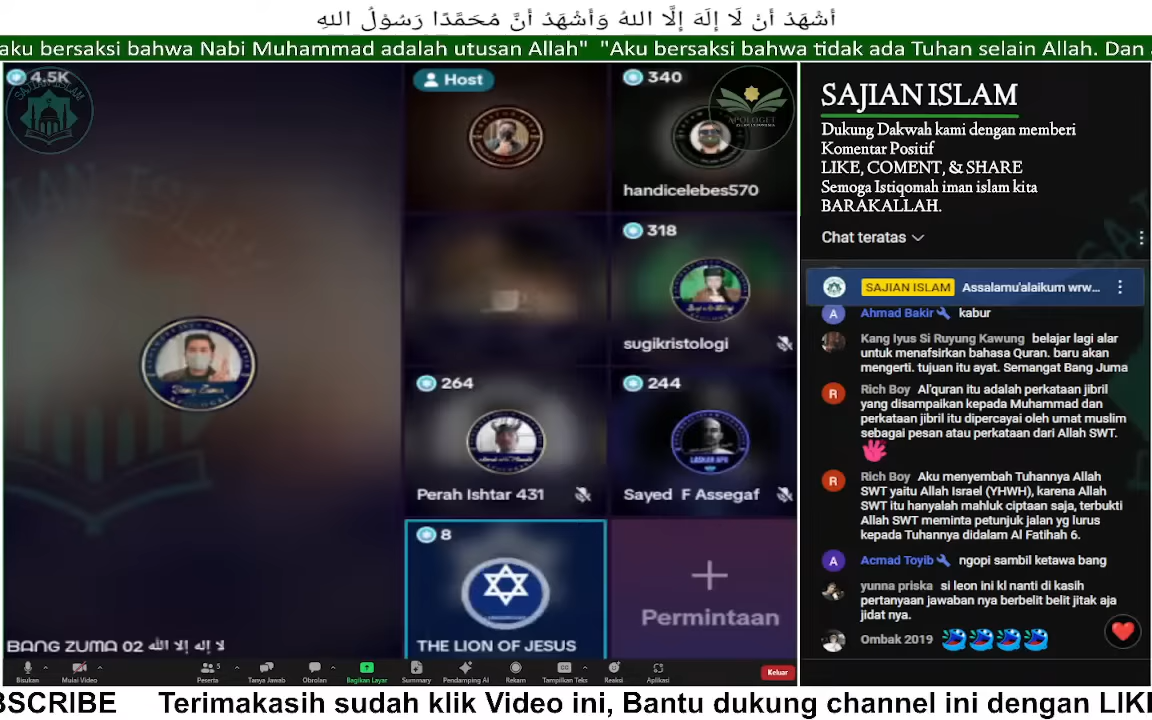 أشْهَدُ أنْ لَا إلَهَ إلَّا اللهُ وَأشْهَدُ أنَّ مُحَمَّدًا رَسُوْلُ اللهِ
aku bersaksi bahwa Nabi Muhammad adalah utusan Allah" "Aku bersaksi bahwa tidak ada Tuhan selain Allah. Dan
4.5K
SAJIAN ISLAM
Host
340
APOLOGET
handicelebes570
318
sugikristologi
264
244
Perah Ishtar 431
Sayed F Assegaf
8
THE LION OF JESUS
Permintaan
BANG ZUMA 02 لا إله إلا الله
SAJIAN ISLAM
Dukung Dakwah kami dengan memberi
Komentar Positif
LIKE, COMENT, & SHARE
Semoga Istiqomah iman islam kita
BARAKALLAH.
Chat teratas
SAJIAN ISLAM Assalamu'alaikum wrw...
A Ahmad Bakir kabur
Kang Iyus Si Ruyung Kawung belajar lagi alar
untuk menafsirkan bahasa Quran. baru akan
mengerti. tujuan itu ayat. Semangat Bang Juma
R Rich Boy Al'quran itu adalah perkataan jibril
yang disampaikan kepada Muhammad dan
perkataan jibril itu dipercayai oleh umat muslim
sebagai pesan atau perkataan dari Allah SWT.
R Rich Boy Aku menyembah Tuhannya Allah
SWT yaitu Allah Israel (YHWH), karena Allah
SWT itu hanyalah mahluk ciptaan saja, terbukti
Allah SWT meminta petunjuk jalan yg lurus
kepada Tuhannya didalam Al Fatihah 6.
A Acmad Toyib ngopi sambil ketawa bang
yunna priska si leon ini kl nanti di kasih
pertanyaan jawaban nya berbelit belit jitak aja
jidat nya.
Ombak 2019
Bisukan
Mulai Video
5
Peserta
Tanya Jawab
Obrolan
Bagikan Layar
Summary
Pendamping AI
Rekam
Tampilkan Teks
Reaksi
Aplikasi
Keluar
BSCRIBE Terimakasih sudah klik Video ini, Bantu dukung channel ini dengan LIKE